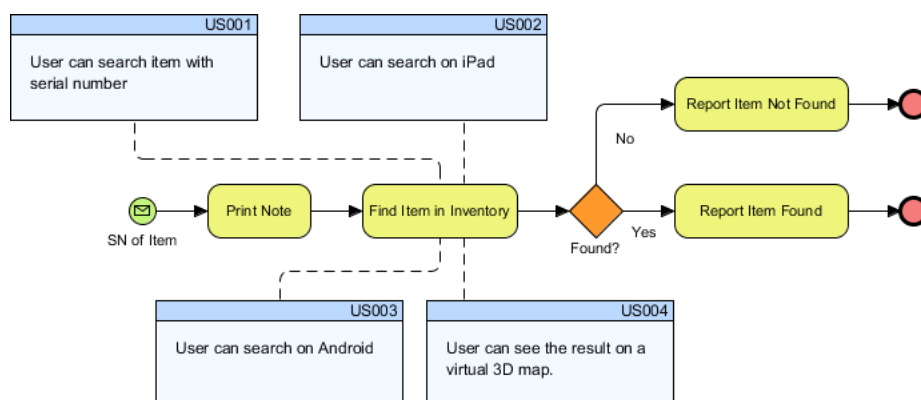 US001
User can search item with
serial number
US002
User can search on iPad
Report Item Not Found
No
SN of Item
Print Note
Find Item in Inventory
Found?
Yes
Report Item Found
US003
User can search on Android
US004
User can see the result on a
virtual 3D map.